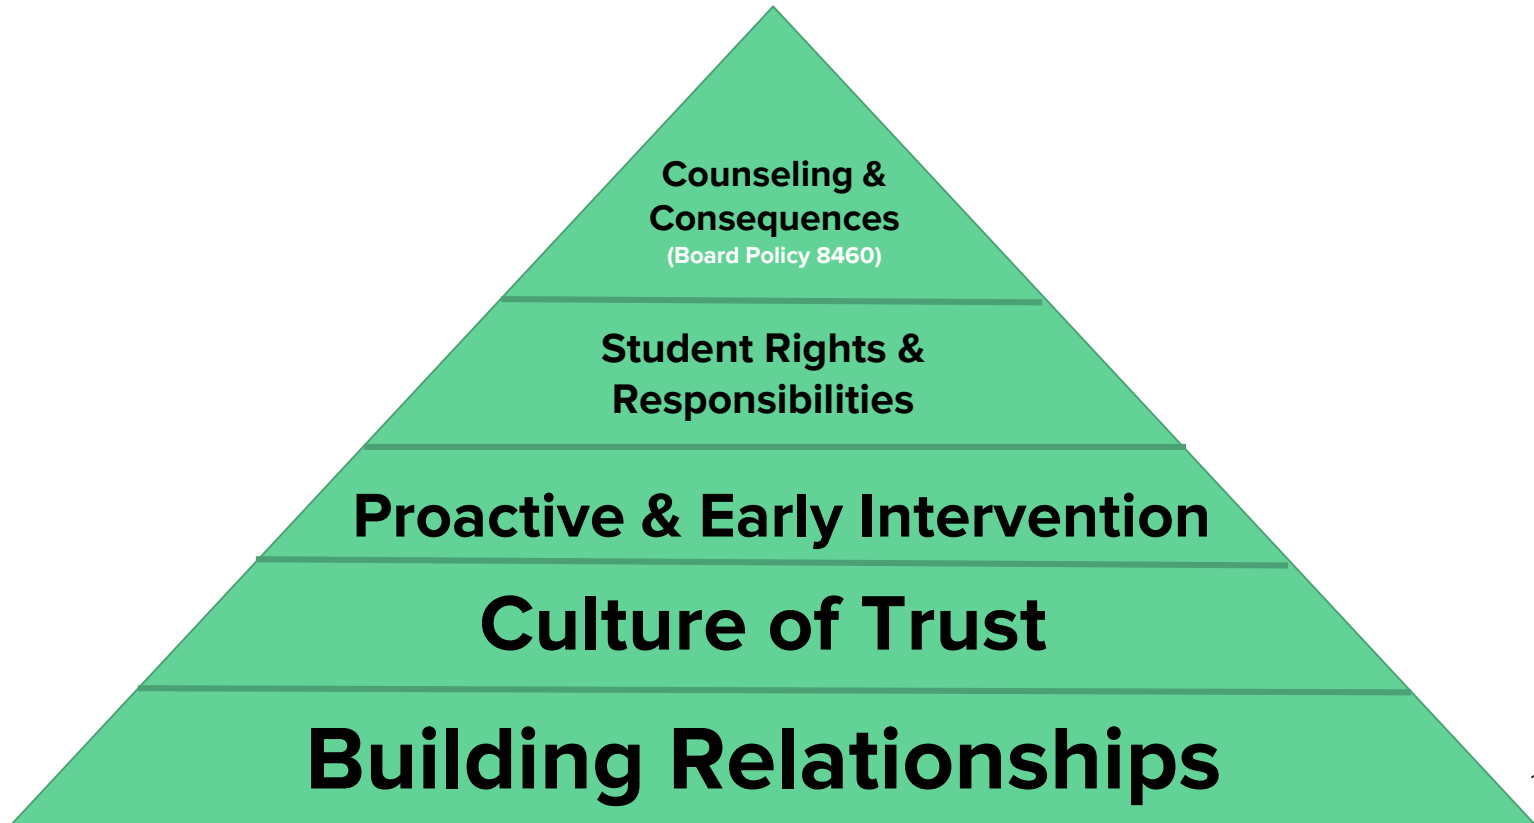 Counseling &
Consequences
(Board Policy 8460)
Student Rights &
Responsibilities
Proactive & Early Intervention
Culture of Trust
Building Relationships